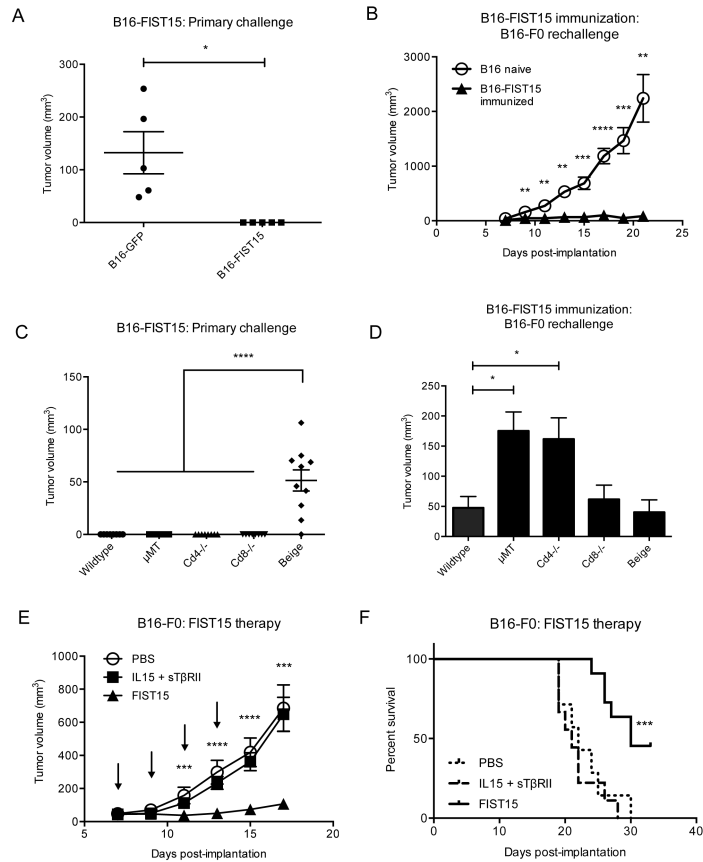 A
B16-FIST15: Primary challenge
*
300
200
100
0
Tumor volume (mm³)
B16-GFP
B16-FIST15
B
B16-FIST15 immunization:
B16-F0 rechallenge
B16 naive
B16-FIST15
immunized
**
**
**
***
****
***
**
3000
2000
1000
0
Tumor volume (mm³)
0 5 10 15 20 25
Days post-implantation
C
B16-FIST15: Primary challenge
****
150
100
50
0
Tumor volume (mm³)
Wildtype
µMT
Cd4-/-
Cd8-/-
Beige
D
B16-FIST15 immunization:
B16-F0 rechallenge
*
*
250
200
150
100
50
0
Tumor volume (mm³)
Wildtype
µMT
Cd4-/-
Cd8-/-
Beige
E
B16-F0: FIST15 therapy
PBS
IL15 + sTβRII
FIST15
***
****
****
***
1000
800
600
400
200
0
Tumor volume (mm³)
5 10 15 20
Days post-implantation
F
B16-F0: FIST15 therapy
100
50
0
Percent survival
***
PBS
IL15 + sTβRII
FIST15
0 10 20 30 40
Days post-implantation